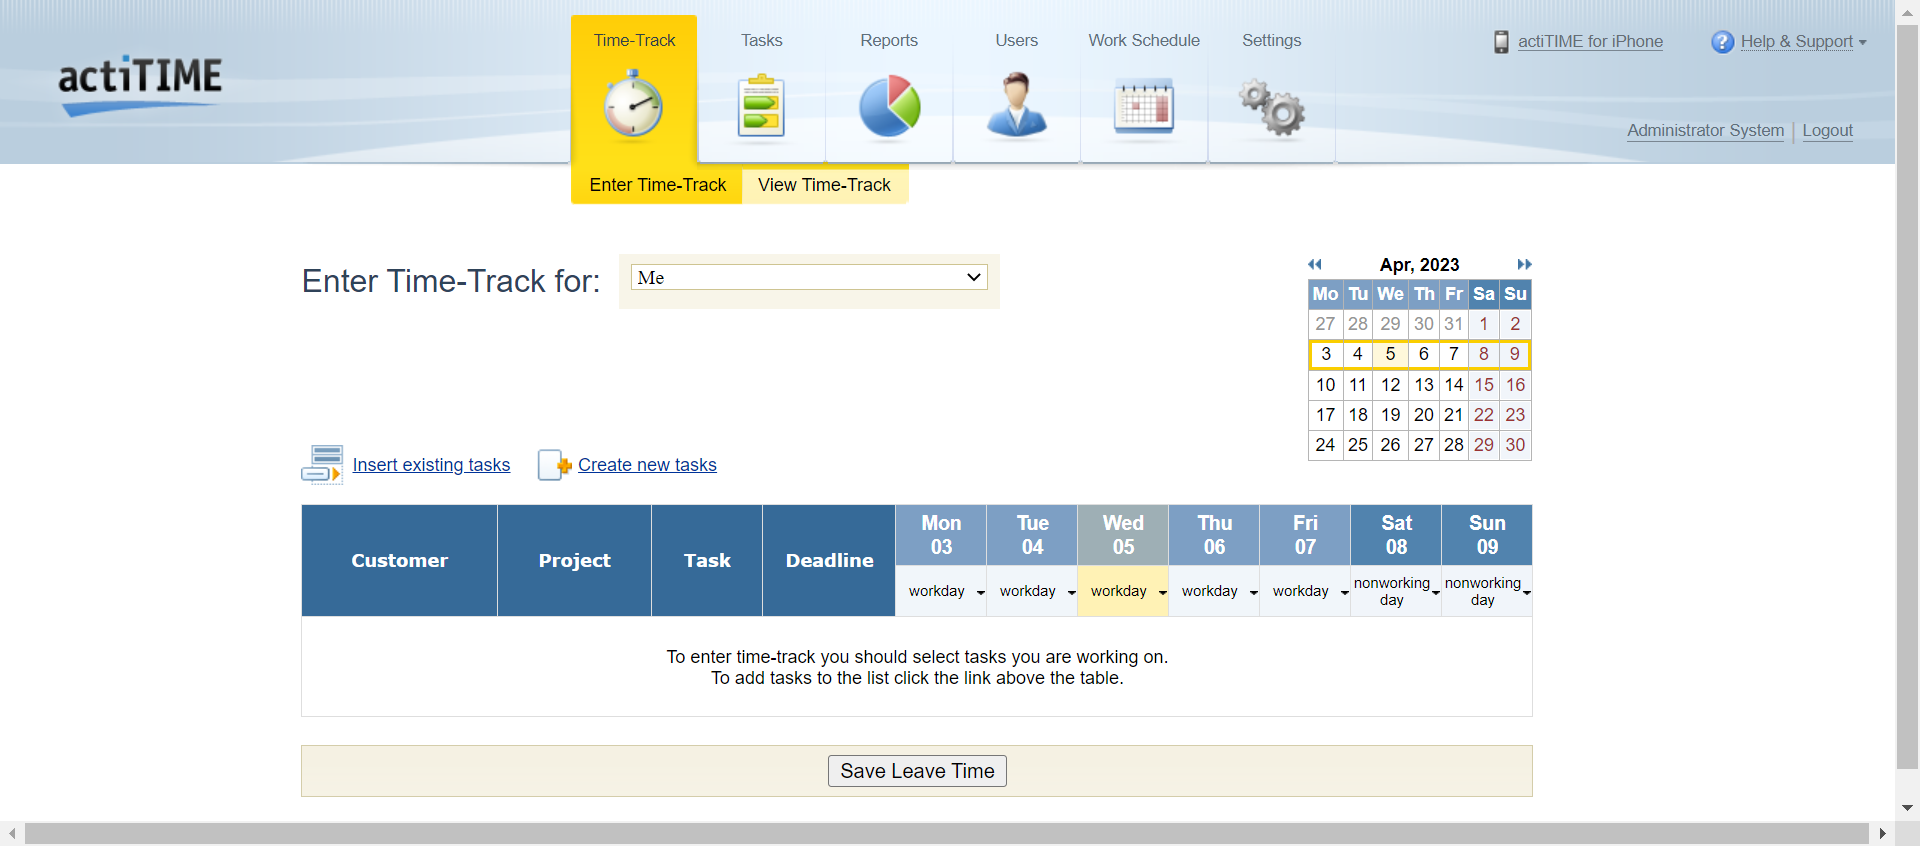 actiTIME
Time-Track
Tasks
Reports
Users
Work Schedule
Settings
actiTIME for iPhone
Help & Support
Administrator System | Logout
Enter Time-Track
View Time-Track
Enter Time-Track for:
Me
Apr, 2023
Mo Tu We Th Fr Sa Su
27 28 29 30 31 1 2
3 4 5 6 7 8 9
10 11 12 13 14 15 16
17 18 19 20 21 22 23
24 25 26 27 28 29 30
Insert existing tasks
Create new tasks
Customer
Project
Task
Deadline
Mon 03
Tue 04
Wed 05
Thu 06
Fri 07
Sat 08
Sun 09
workday
workday
workday
workday
workday
nonworking day
nonworking day
To enter time-track you should select tasks you are working on.
To add tasks to the list click the link above the table.
Save Leave Time